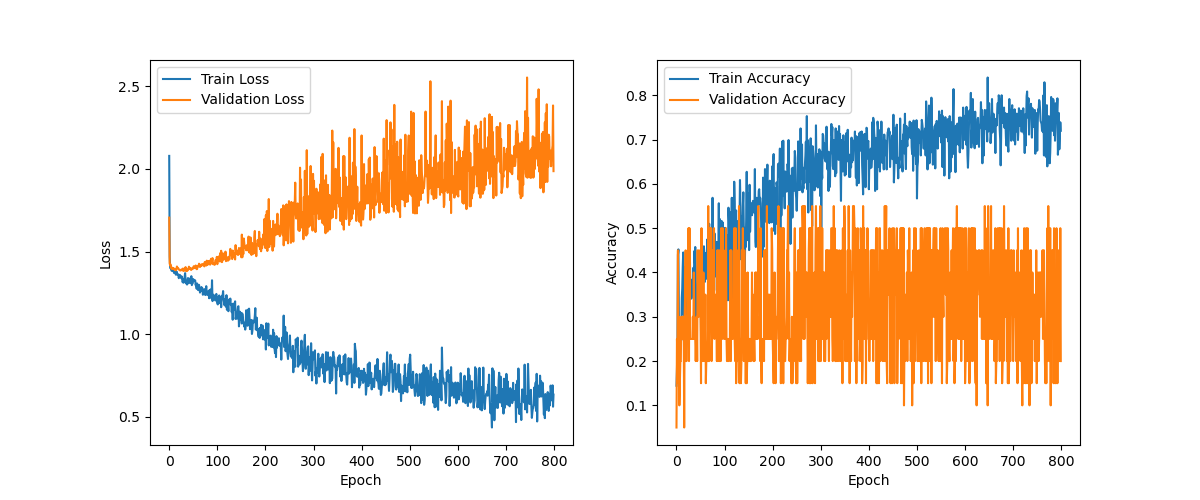 Train Loss
Validation Loss
2.5
2.0
1.5
1.0
0.5
Loss
0 100 200 300 400 500 600 700 800
Epoch
Train Accuracy
Validation Accuracy
0.8
0.7
0.6
0.5
0.4
0.3
0.2
0.1
Accuracy
0 100 200 300 400 500 600 700 800
Epoch